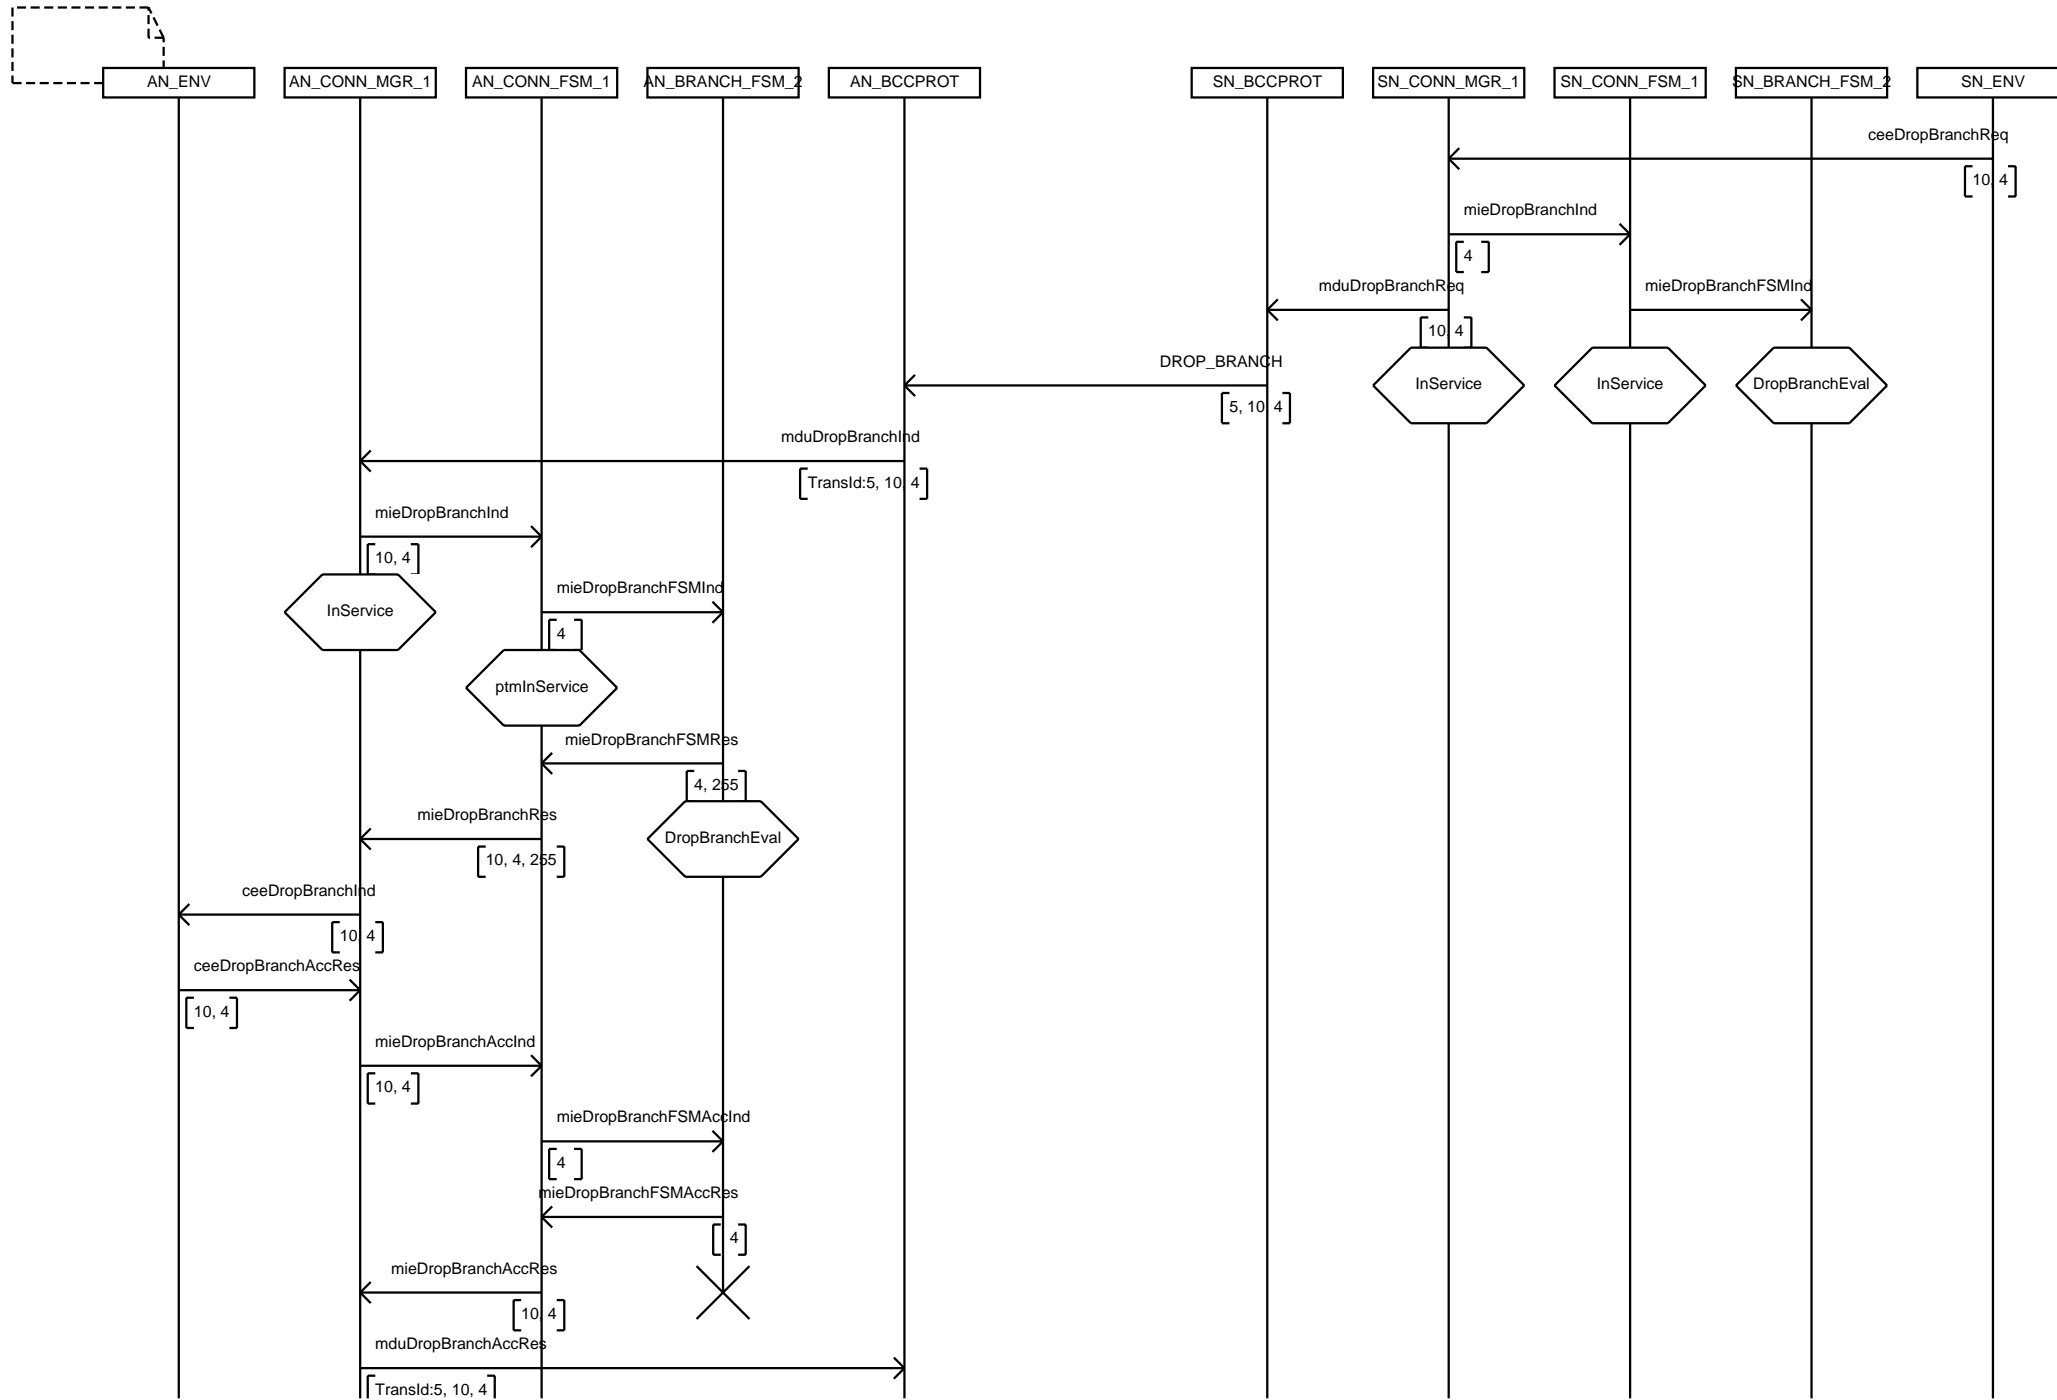 AN_ENV
AN_CONN_MGR_1
AN_CONN_FSM_1
AN_BRANCH_FSM_2
AN_BCCPROT
SN_BCCPROT
SN_CONN_MGR_1
SN_CONN_FSM_1
SN_BRANCH_FSM_2
SN_ENV
ceeDropBranchReq
10, 4
mieDropBranchInd
4
mduDropBranchReq
mieDropBranchFSMInd
10, 4
DROP_BRANCH
InService
InService
DropBranchEval
5, 10, 4
mduDropBranchInd
TransId:5, 10, 4
mieDropBranchInd
10, 4
mieDropBranchFSMInd
InService
4
ptmInService
mieDropBranchFSMRes
4, 255
mieDropBranchRes
DropBranchEval
10, 4, 255
ceeDropBranchInd
10, 4
ceeDropBranchAccRes
10, 4
mieDropBranchAccInd
10, 4
mieDropBranchFSMAccInd
4
mieDropBranchFSMAccRes
4
mieDropBranchAccRes
10, 4
mduDropBranchAccRes
TransId:5, 10, 4